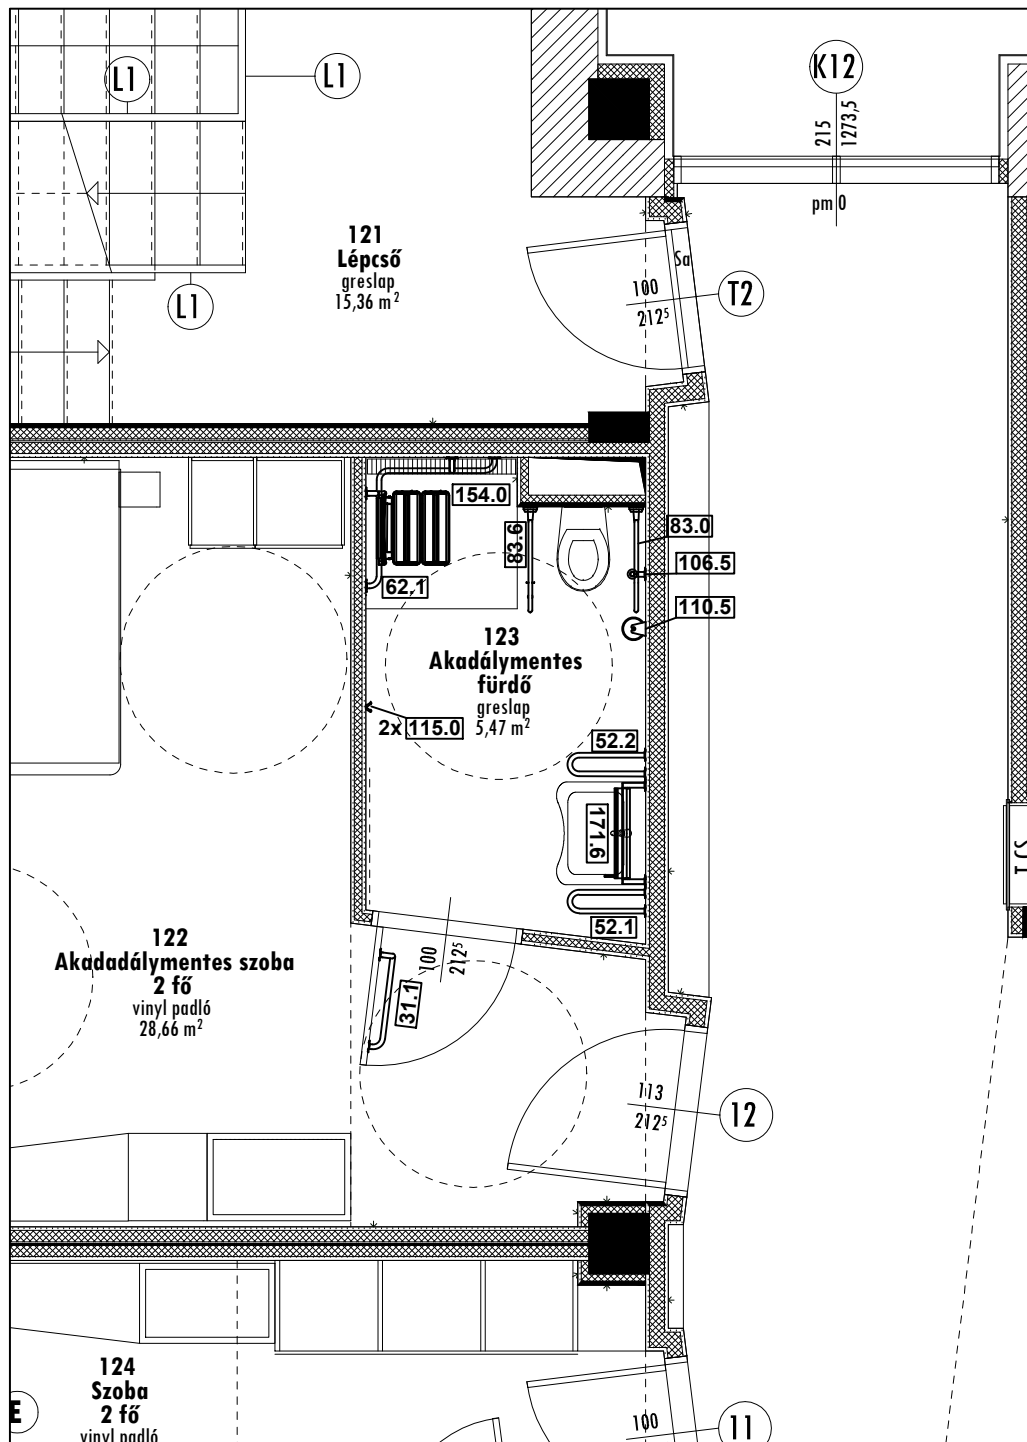 L1
L1
K12
215
1273,5
pm 0
121
Lépcső
greslap
15,36 m²
L1
Sa
100
212⁵
T2
154.0
83.6
83.0
62.1
106.5
110.5
123
Akadálymentes
fürdő
greslap
5,47 m²
2x 115.0
52.2
171.6
52.1
122
Akadadálymentes szoba
2 fő
vinyl padló
28,66 m²
100
212⁵
31.1
113
212⁵
12
124
Szoba
2 fő
vinyl padló
E
100
11